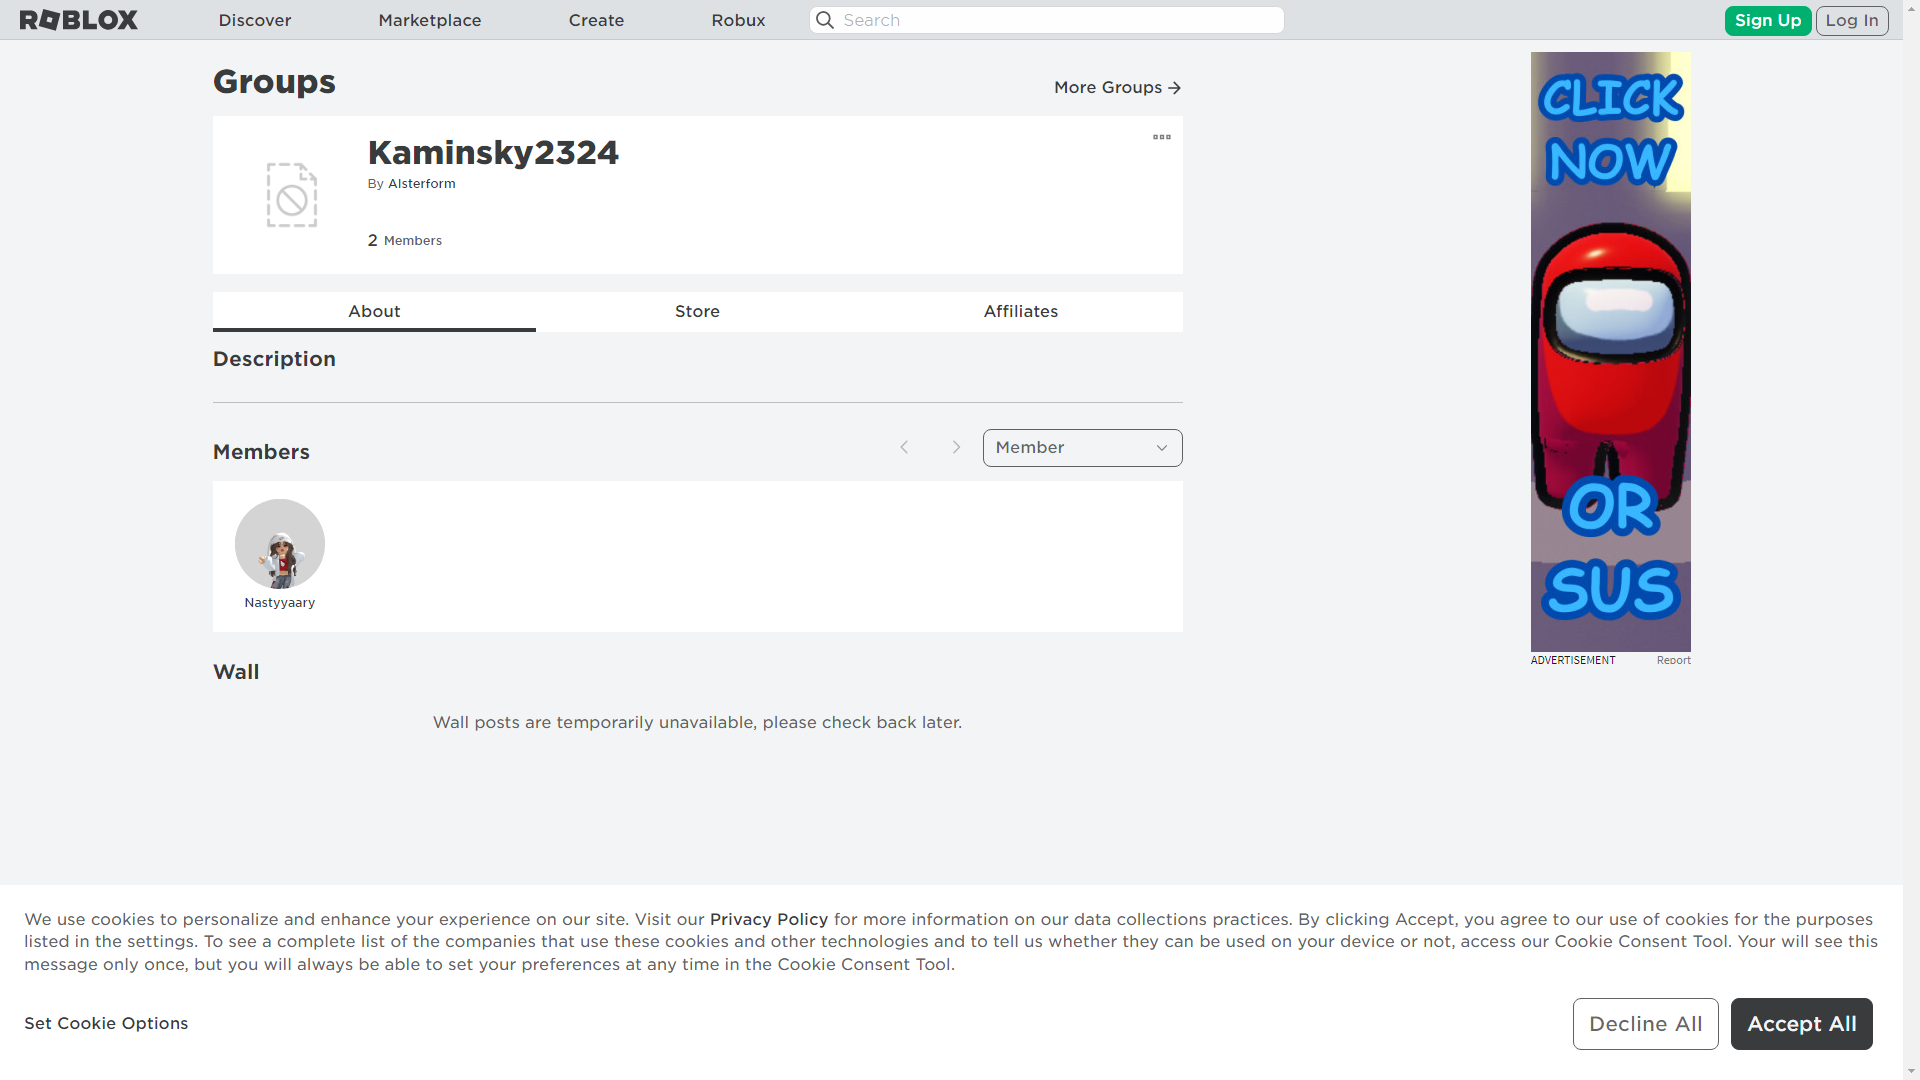 ROBLOX Discover Marketplace Create Robux Search Sign Up Log In
Groups
More Groups
Kaminsky2324
By Alsterform
2 Members
About Store Affiliates
Description
Members
Member
Nastyyaary
Wall
Wall posts are temporarily unavailable, please check back later.
CLICK
NOW
OR
SUS
ADVERTISEMENT Report
We use cookies to personalize and enhance your experience on our site. Visit our Privacy Policy for more information on our data collections practices. By clicking Accept, you agree to our use of cookies for the purposes
listed in the settings. To see a complete list of the companies that use these cookies and other technologies and to tell us whether they can be used on your device or not, access our Cookie Consent Tool. Your will see this
message only once, but you will always be able to set your preferences at any time in the Cookie Consent Tool.
Set Cookie Options
Decline All
Accept All